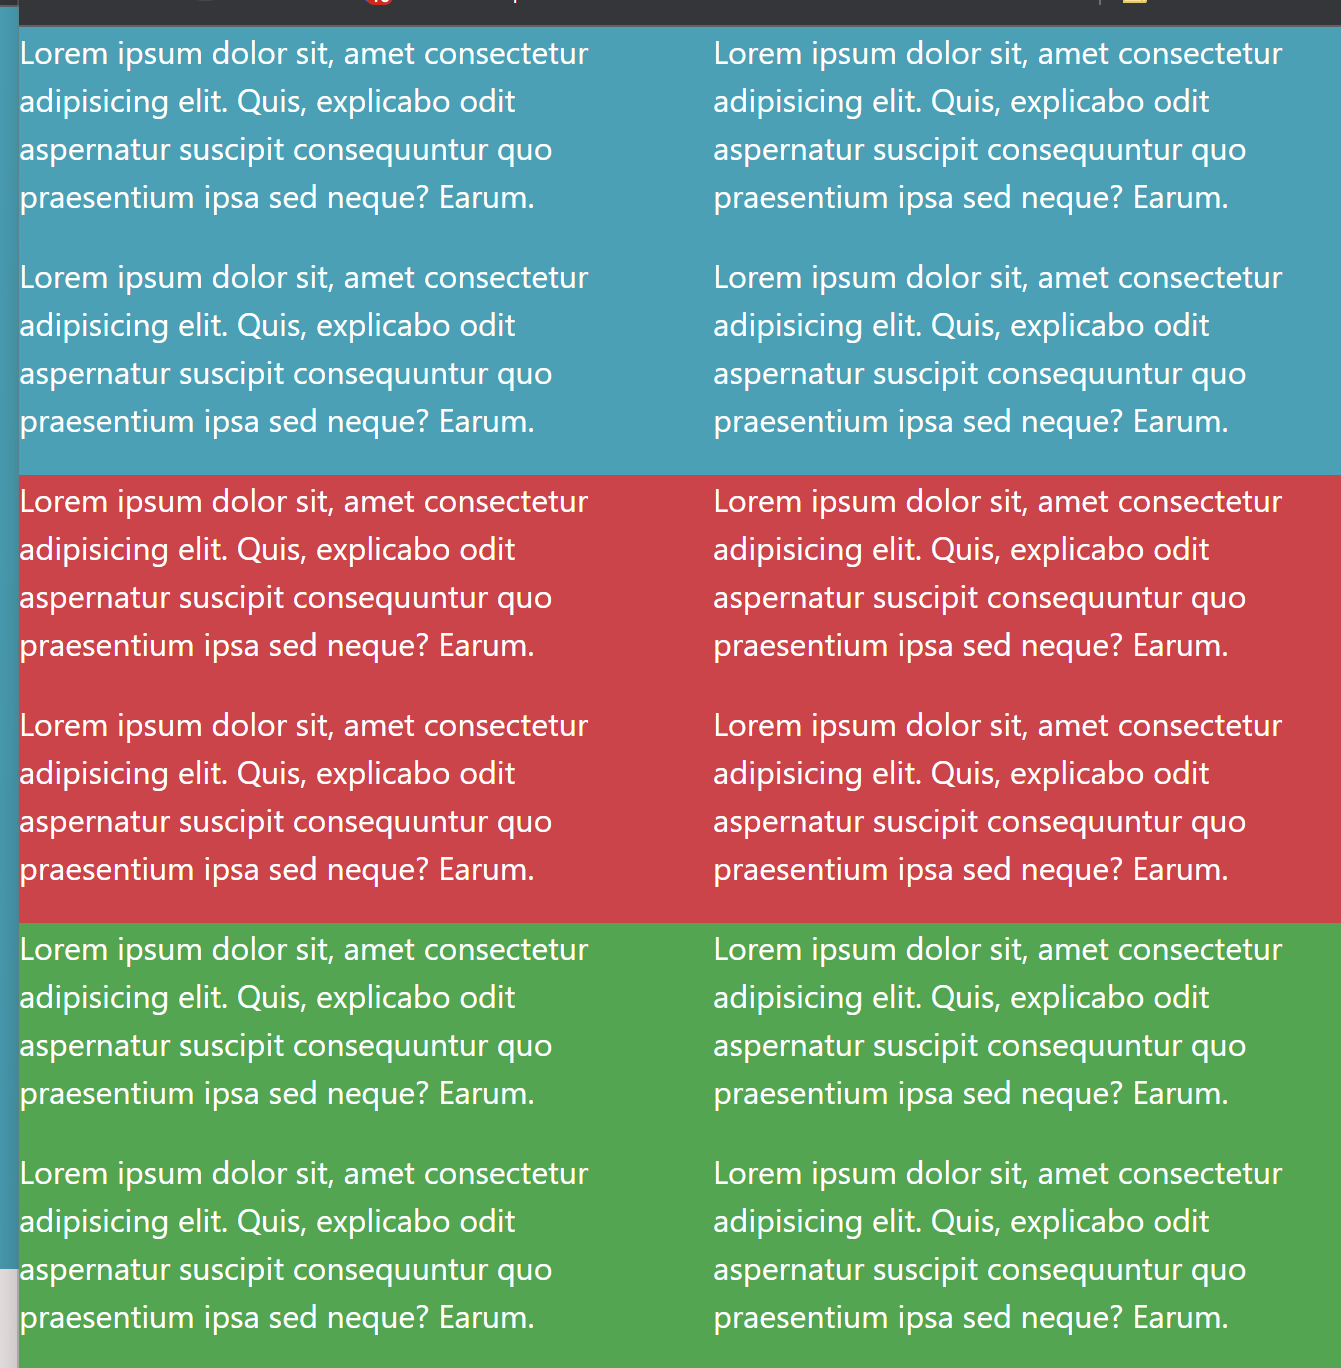 Lorem ipsum dolor sit, amet consectetur
adipisicing elit. Quis, explicabo odit
aspernatur suscipit consequuntur quo
praesentium ipsa sed neque? Earum.
Lorem ipsum dolor sit, amet consectetur
adipisicing elit. Quis, explicabo odit
aspernatur suscipit consequuntur quo
praesentium ipsa sed neque? Earum.
Lorem ipsum dolor sit, amet consectetur
adipisicing elit. Quis, explicabo odit
aspernatur suscipit consequuntur quo
praesentium ipsa sed neque? Earum.
Lorem ipsum dolor sit, amet consectetur
adipisicing elit. Quis, explicabo odit
aspernatur suscipit consequuntur quo
praesentium ipsa sed neque? Earum.
Lorem ipsum dolor sit, amet consectetur
adipisicing elit. Quis, explicabo odit
aspernatur suscipit consequuntur quo
praesentium ipsa sed neque? Earum.
Lorem ipsum dolor sit, amet consectetur
adipisicing elit. Quis, explicabo odit
aspernatur suscipit consequuntur quo
praesentium ipsa sed neque? Earum.
Lorem ipsum dolor sit, amet consectetur
adipisicing elit. Quis, explicabo odit
aspernatur suscipit consequuntur quo
praesentium ipsa sed neque? Earum.
Lorem ipsum dolor sit, amet consectetur
adipisicing elit. Quis, explicabo odit
aspernatur suscipit consequuntur quo
praesentium ipsa sed neque? Earum.
Lorem ipsum dolor sit, amet consectetur
adipisicing elit. Quis, explicabo odit
aspernatur suscipit consequuntur quo
praesentium ipsa sed neque? Earum.
Lorem ipsum dolor sit, amet consectetur
adipisicing elit. Quis, explicabo odit
aspernatur suscipit consequuntur quo
praesentium ipsa sed neque? Earum.
Lorem ipsum dolor sit, amet consectetur
adipisicing elit. Quis, explicabo odit
aspernatur suscipit consequuntur quo
praesentium ipsa sed neque? Earum.
Lorem ipsum dolor sit, amet consectetur
adipisicing elit. Quis, explicabo odit
aspernatur suscipit consequuntur quo
praesentium ipsa sed neque? Earum.